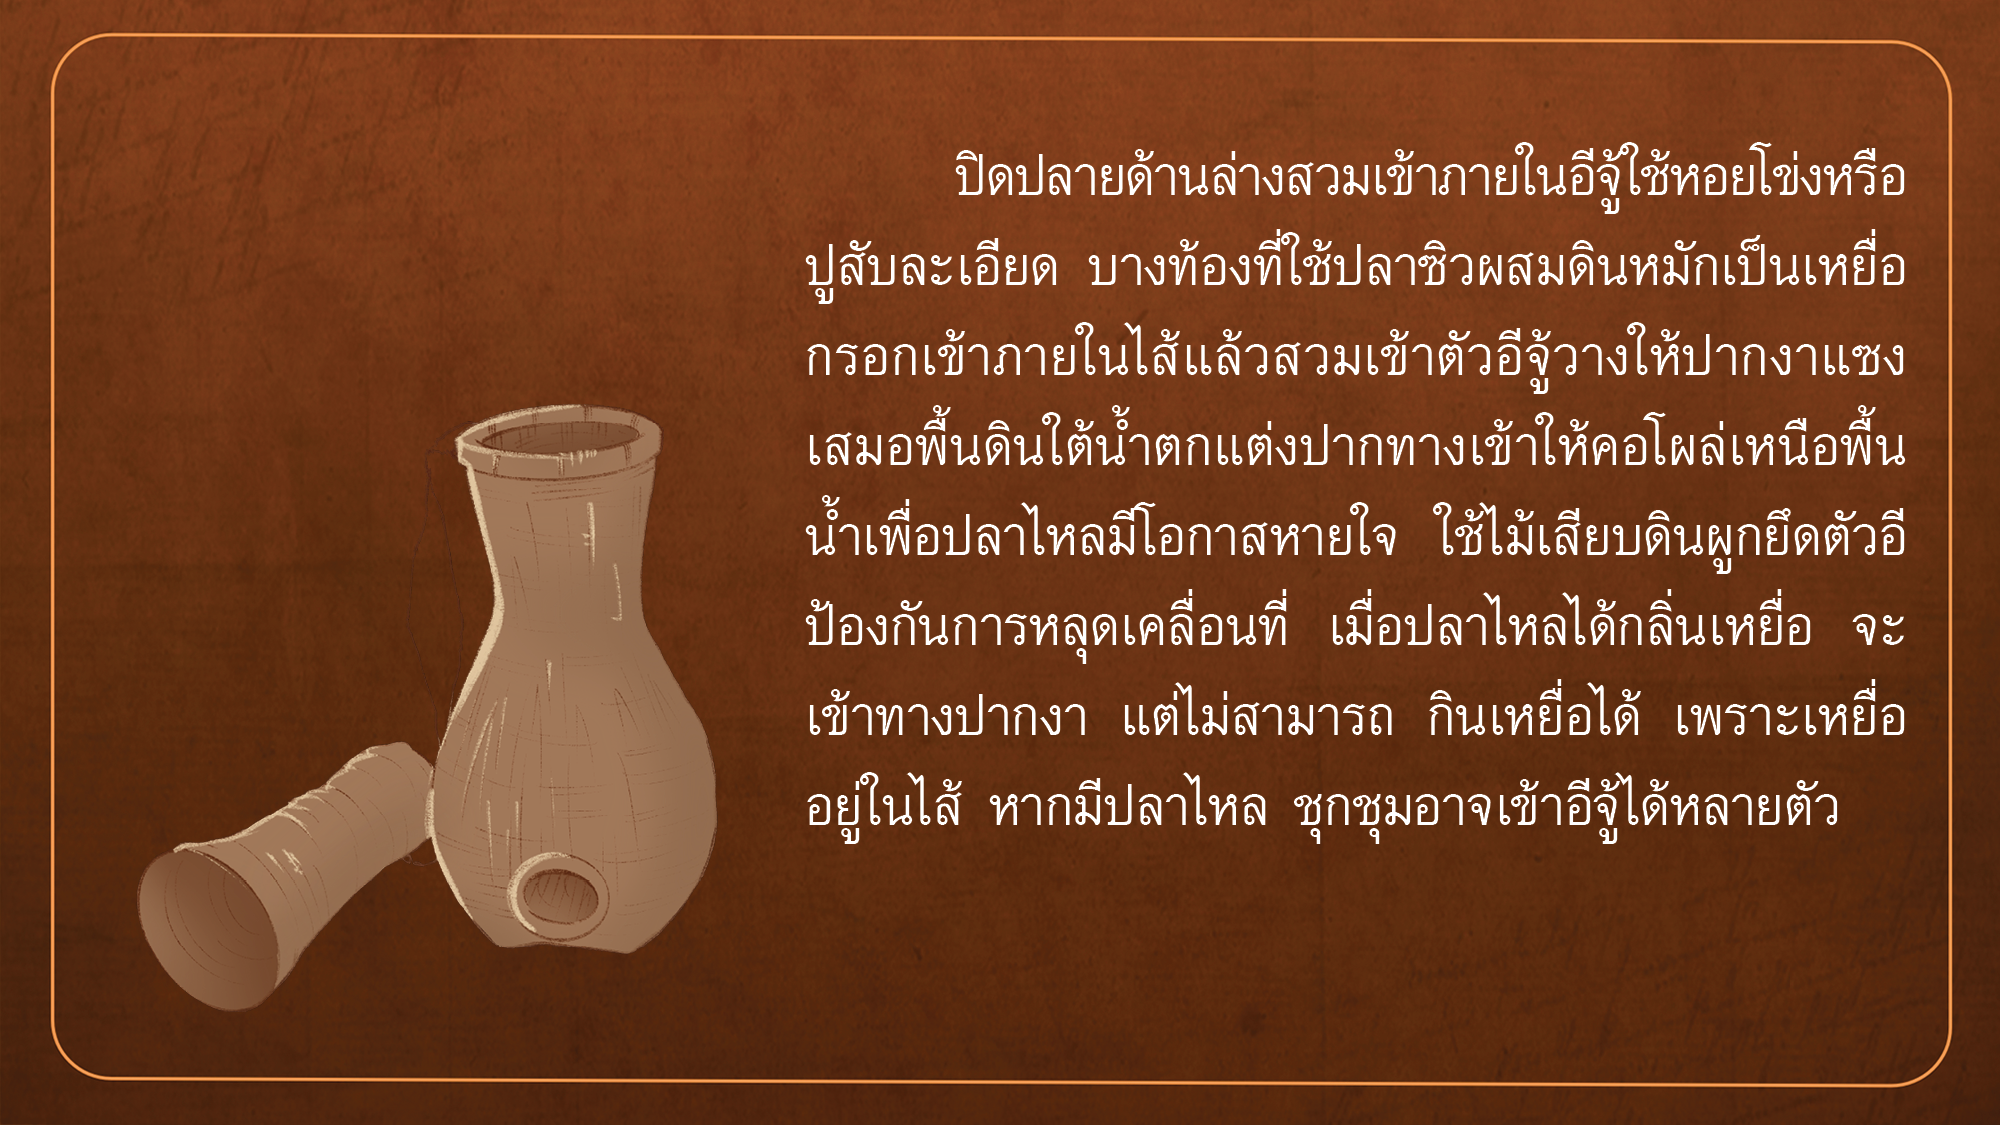 ปิดปลายด้านล่างสวมเข้าภายในอีจู้ใช้หอยโข่งหรือ
ปูสับละเอียด บางท้องที่ใช้ปลาซิวผสมดินหมักเป็นเหยื่อ
กรอกเข้าภายในไส้แล้วสวมเข้าตัวอีจู้วางให้ปากงาแซง
เสมอพื้นดินใต้น้ำตกแต่งปากทางเข้าให้คอโผล่เหนือพื้น
น้ำเพื่อปลาไหลมีโอกาสหายใจ ใช้ไม้เสียบดินผูกยึดตัวอี
ป้องกันการหลุดเคลื่อนที่ เมื่อปลาไหลได้กลิ่นเหยื่อ จะ
เข้าทางปากงา แต่ไม่สามารถ กินเหยื่อได้ เพราะเหยื่อ
อยู่ในไส้ หากมีปลาไหล ชุกชุมอาจเข้าอีจู้ได้หลายตัว